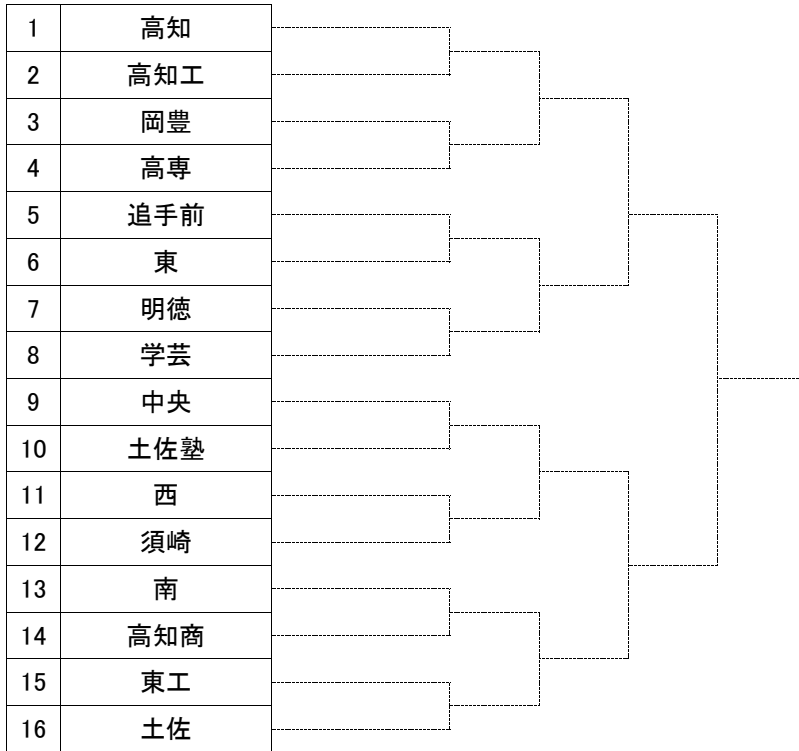 1 高知
2 高知工
3 岡豊
4 高専
5 追手前
6 東
7 明徳
8 学芸
9 中央
10 土佐塾
11 西
12 須崎
13 南
14 高知商
15 東工
16 土佐